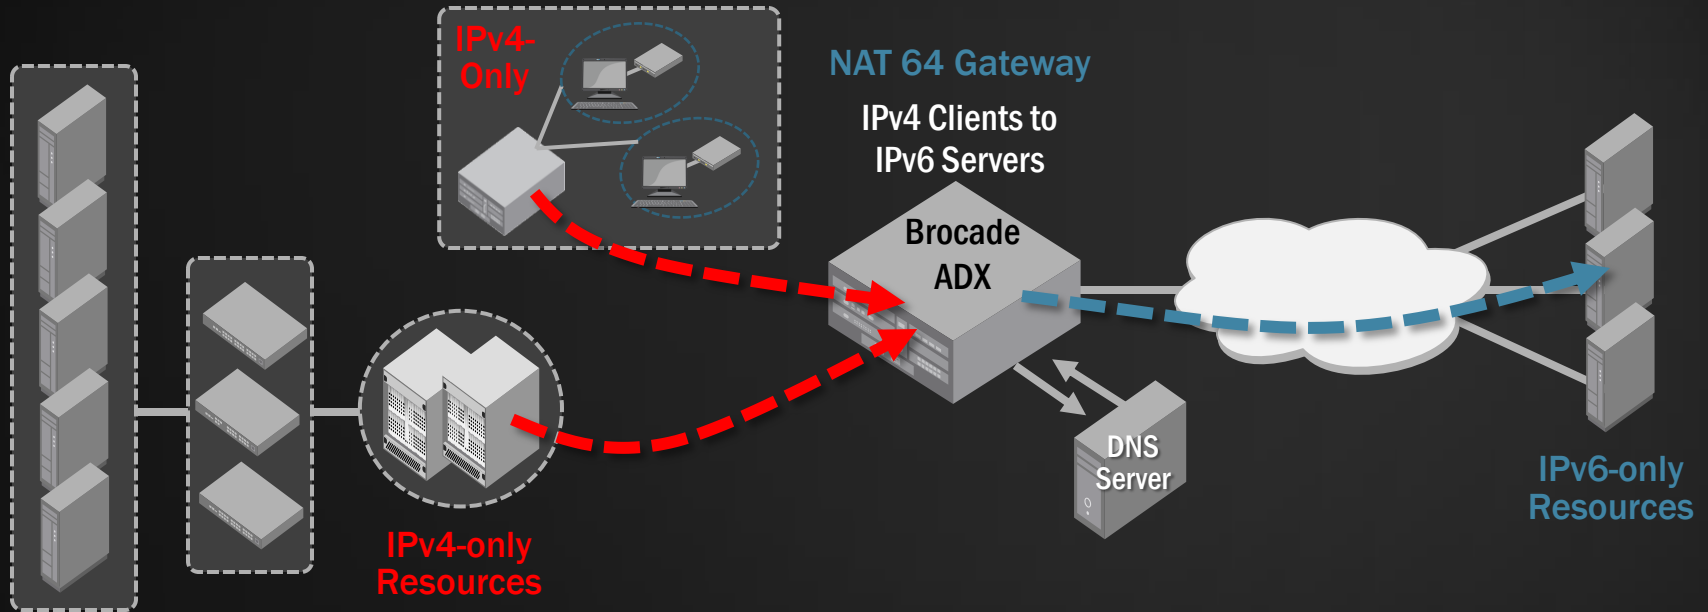 IPv4-
Only
NAT 64 Gateway
IPv4 Clients to
IPv6 Servers
Brocade
ADX
DNS
Server
IPv4-only
Resources
IPv6-only
Resources